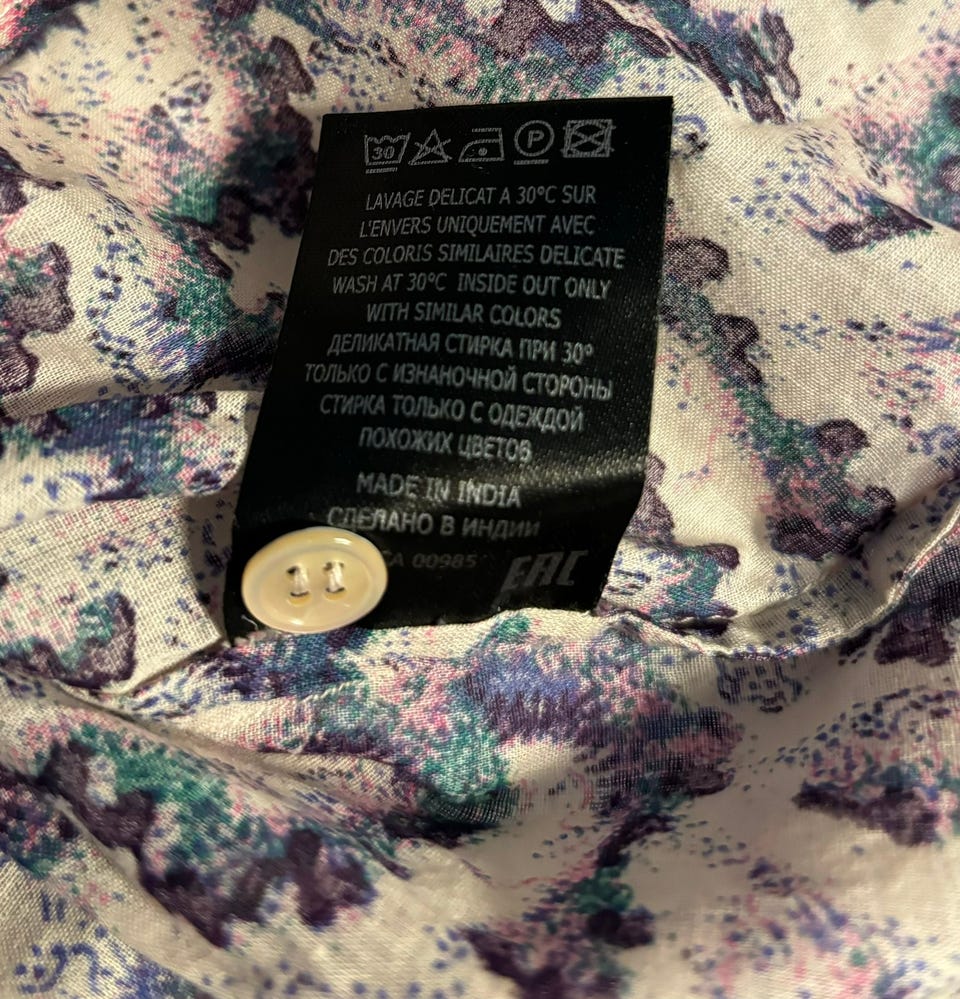 30
P
LAVAGE DELICAT A 30°C SUR
L'ENVERS UNIQUEMENT AVEC
DES COLORIS SIMILAIRES DELICATE
WASH AT 30°C INSIDE OUT ONLY
WITH SIMILAR COLORS
ДЕЛИКАТНАЯ СТИРКА ПРИ 30°
ТОЛЬКО С ИЗНАНОЧНОЙ СТОРОНЫ
СТИРКА ТОЛЬКО С ОДЕЖДОЙ
ПОХОЖИХ ЦВЕТОВ
MADE IN INDIA
СДЕЛАНО В ИНДИИ
00985
EAC